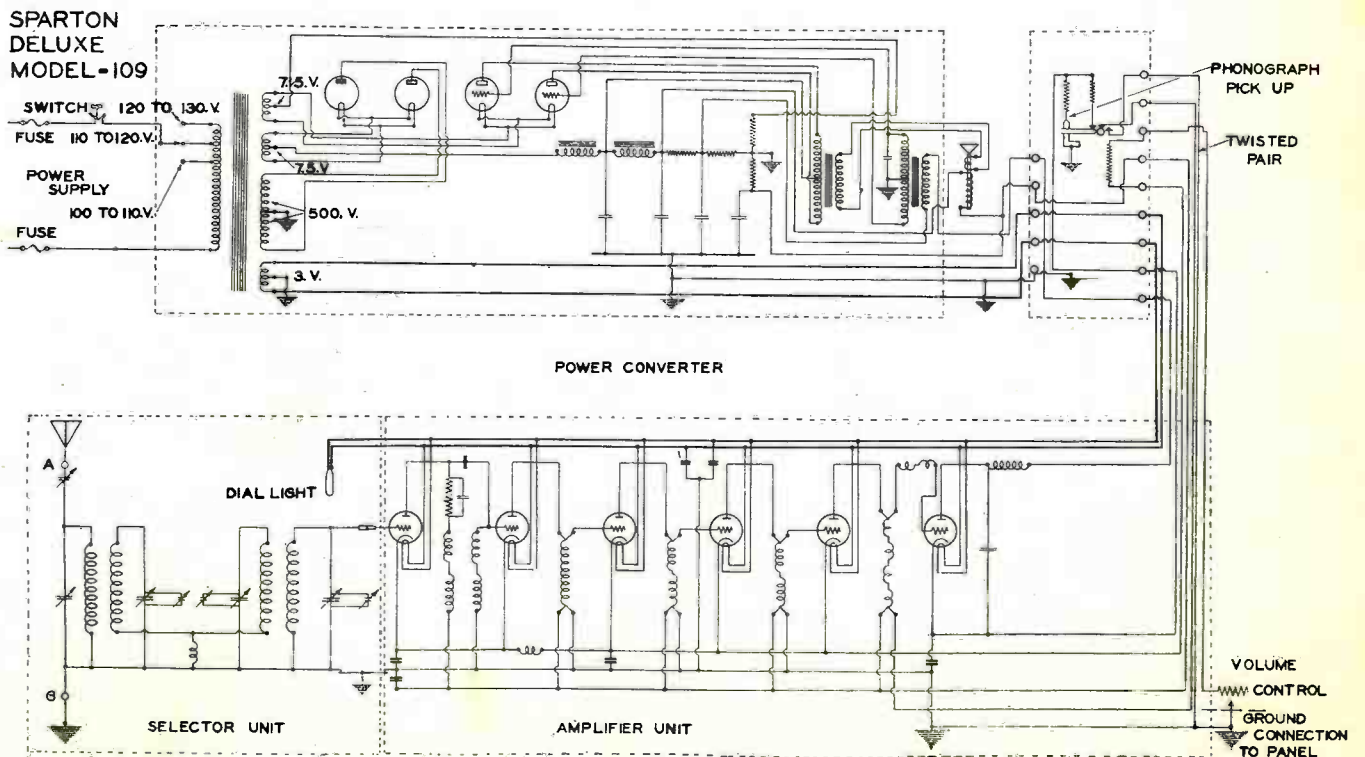 SPARTON
DELUXE
MODEL-109
SWITCH 120 TO 130.V.
FUSE 110 TO 120.V.
POWER
SUPPLY
100 TO 110.V.
FUSE
7.5.V.
7.5.V
500. V.
3. V.
PHONOGRAPH
PICK UP
TWISTED
PAIR
POWER CONVERTER
A
DIAL LIGHT
G
SELECTOR UNIT
AMPLIFIER UNIT
VOLUME
CONTROL
GROUND
CONNECTION
TO PANEL